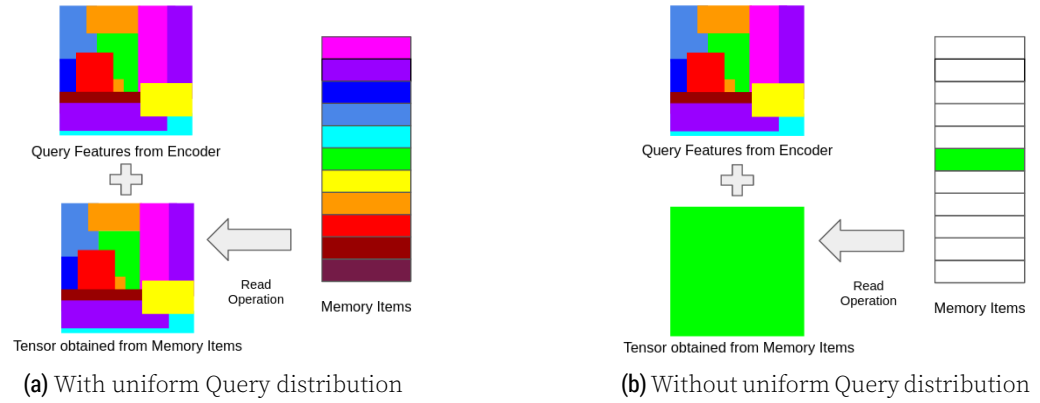 Query Features from Encoder
Read
Operation
Memory Items
Tensor obtained from Memory Items
(a) With uniform Query distribution
Query Features from Encoder
Read
Operation
Memory Items
Tensor obtained from Memory Items
(b) Without uniform Query distribution